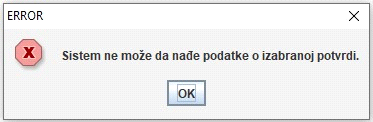 ERROR
Sistem ne može da nađe podatke o izabranoj potvrdi.
OK